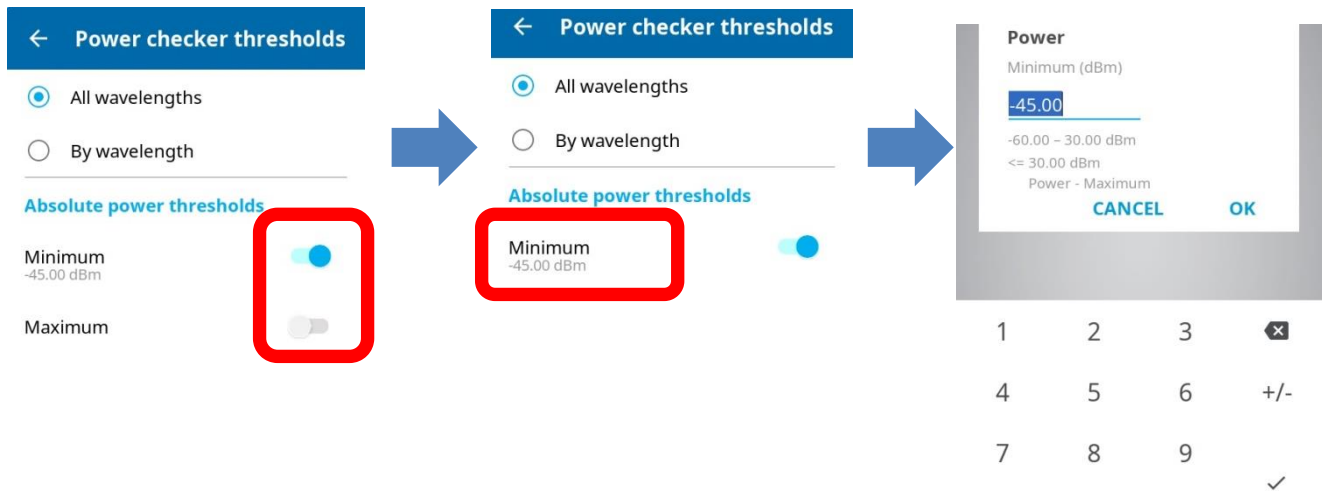 ← Power checker thresholds
All wavelengths
By wavelength
Absolute power thresholds
Minimum
-45.00 dBm
Maximum
← Power checker thresholds
All wavelengths
By wavelength
Absolute power thresholds
Minimum
-45.00 dBm
Power
Minimum (dBm)
-45.00
-60.00 – 30.00 dBm
<= 30.00 dBm
Power - Maximum
CANCEL OK
1 2 3
4 5 6 +/-
7 8 9